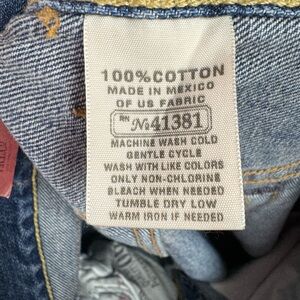 100% COTTON
MADE IN MEXICO
OF US FABRIC
RN № 41381
MACHINE WASH COLD
GENTLE CYCLE
WASH WITH LIKE COLORS
ONLY NON-CHLORINE
BLEACH WHEN NEEDED
TUMBLE DRY LOW
WARM IRON IF NEEDED